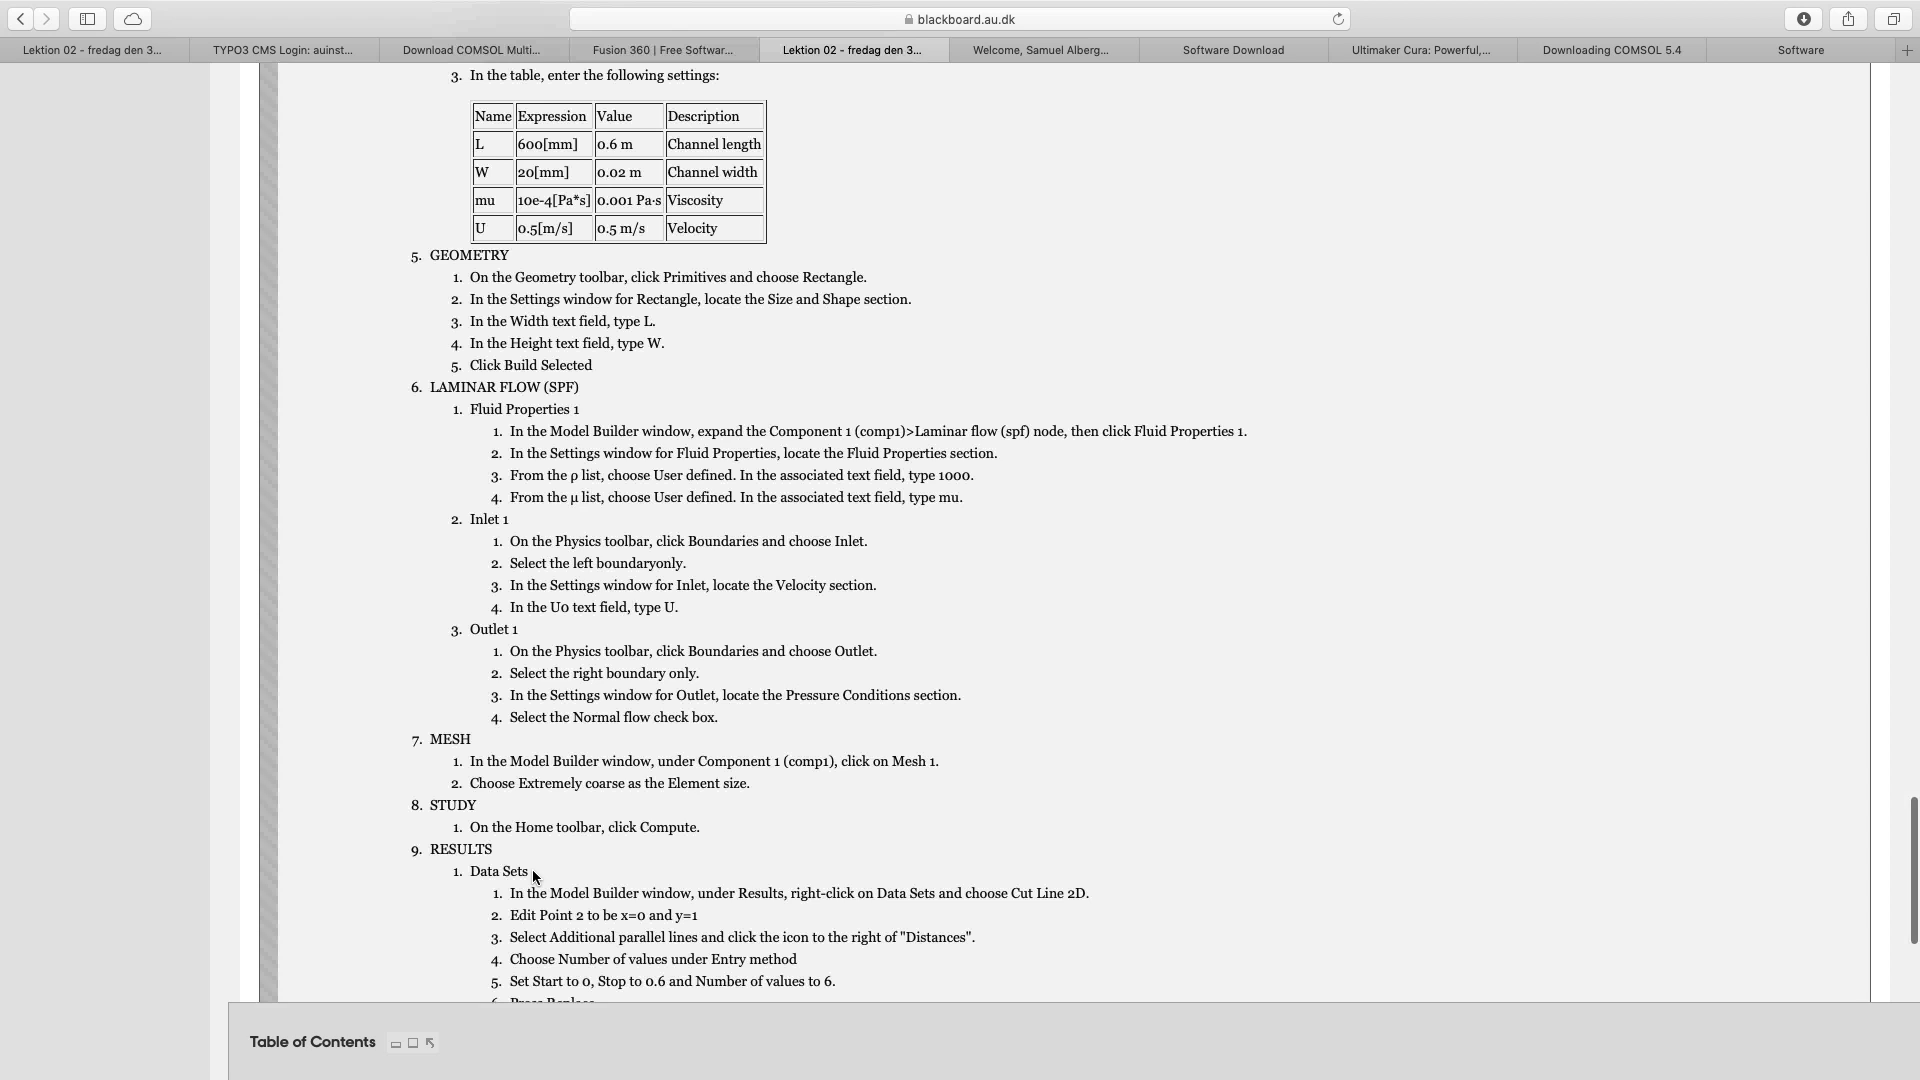 blackboard.au.dk
Lektion 02 - fredag den 3...
TYPO3 CMS Login: auinst...
Download COMSOL Multi...
Fusion 360 | Free Softwar...
Lektion 02 - fredag den 3...
Welcome, Samuel Alberg...
Software Download
Ultimaker Cura: Powerful,...
Downloading COMSOL 5.4
Software
3. In the table, enter the following settings:
Name Expression Value Description
L 600[mm] 0.6 m Channel length
W 20[mm] 0.02 m Channel width
mu 10e-4[Pa*s] 0.001 Pa·s Viscosity
U 0.5[m/s] 0.5 m/s Velocity
5. GEOMETRY
1. On the Geometry toolbar, click Primitives and choose Rectangle.
2. In the Settings window for Rectangle, locate the Size and Shape section.
3. In the Width text field, type L.
4. In the Height text field, type W.
5. Click Build Selected
6. LAMINAR FLOW (SPF)
1. Fluid Properties 1
1. In the Model Builder window, expand the Component 1 (comp1)>Laminar flow (spf) node, then click Fluid Properties 1.
2. In the Settings window for Fluid Properties, locate the Fluid Properties section.
3. From the ρ list, choose User defined. In the associated text field, type 1000.
4. From the μ list, choose User defined. In the associated text field, type mu.
2. Inlet 1
1. On the Physics toolbar, click Boundaries and choose Inlet.
2. Select the left boundaryonly.
3. In the Settings window for Inlet, locate the Velocity section.
4. In the U0 text field, type U.
3. Outlet 1
1. On the Physics toolbar, click Boundaries and choose Outlet.
2. Select the right boundary only.
3. In the Settings window for Outlet, locate the Pressure Conditions section.
4. Select the Normal flow check box.
7. MESH
1. In the Model Builder window, under Component 1 (comp1), click on Mesh 1.
2. Choose Extremely coarse as the Element size.
8. STUDY
1. On the Home toolbar, click Compute.
9. RESULTS
1. Data Sets
1. In the Model Builder window, under Results, right-click on Data Sets and choose Cut Line 2D.
2. Edit Point 2 to be x=0 and y=1
3. Select Additional parallel lines and click the icon to the right of "Distances".
4. Choose Number of values under Entry method
5. Set Start to 0, Stop to 0.6 and Number of values to 6.
6. Press Replace
Table of Contents